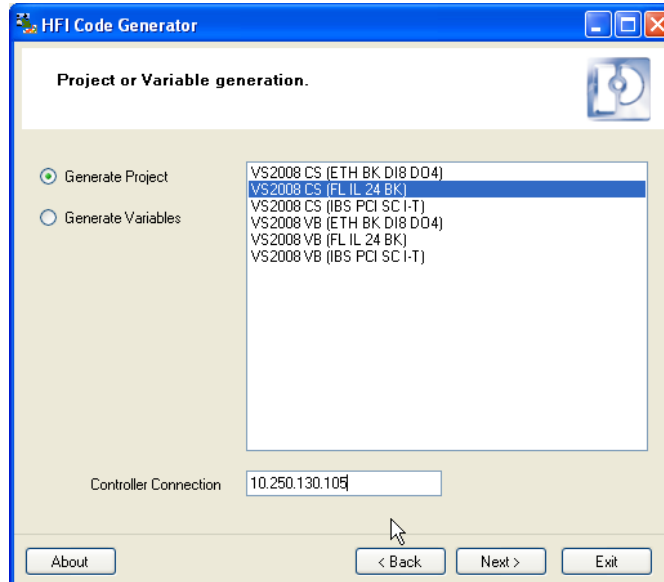 HFI Code Generator
Project or Variable generation.
Generate Project
Generate Variables
VS2008 CS (ETH BK DI8 DO4)
VS2008 CS (FL IL 24 BK)
VS2008 CS (IBS PCI SC I-T)
VS2008 VB (ETH BK DI8 DO4)
VS2008 VB (FL IL 24 BK)
VS2008 VB (IBS PCI SC I-T)
Controller Connection 10.250.130.105
About < Back Next > Exit